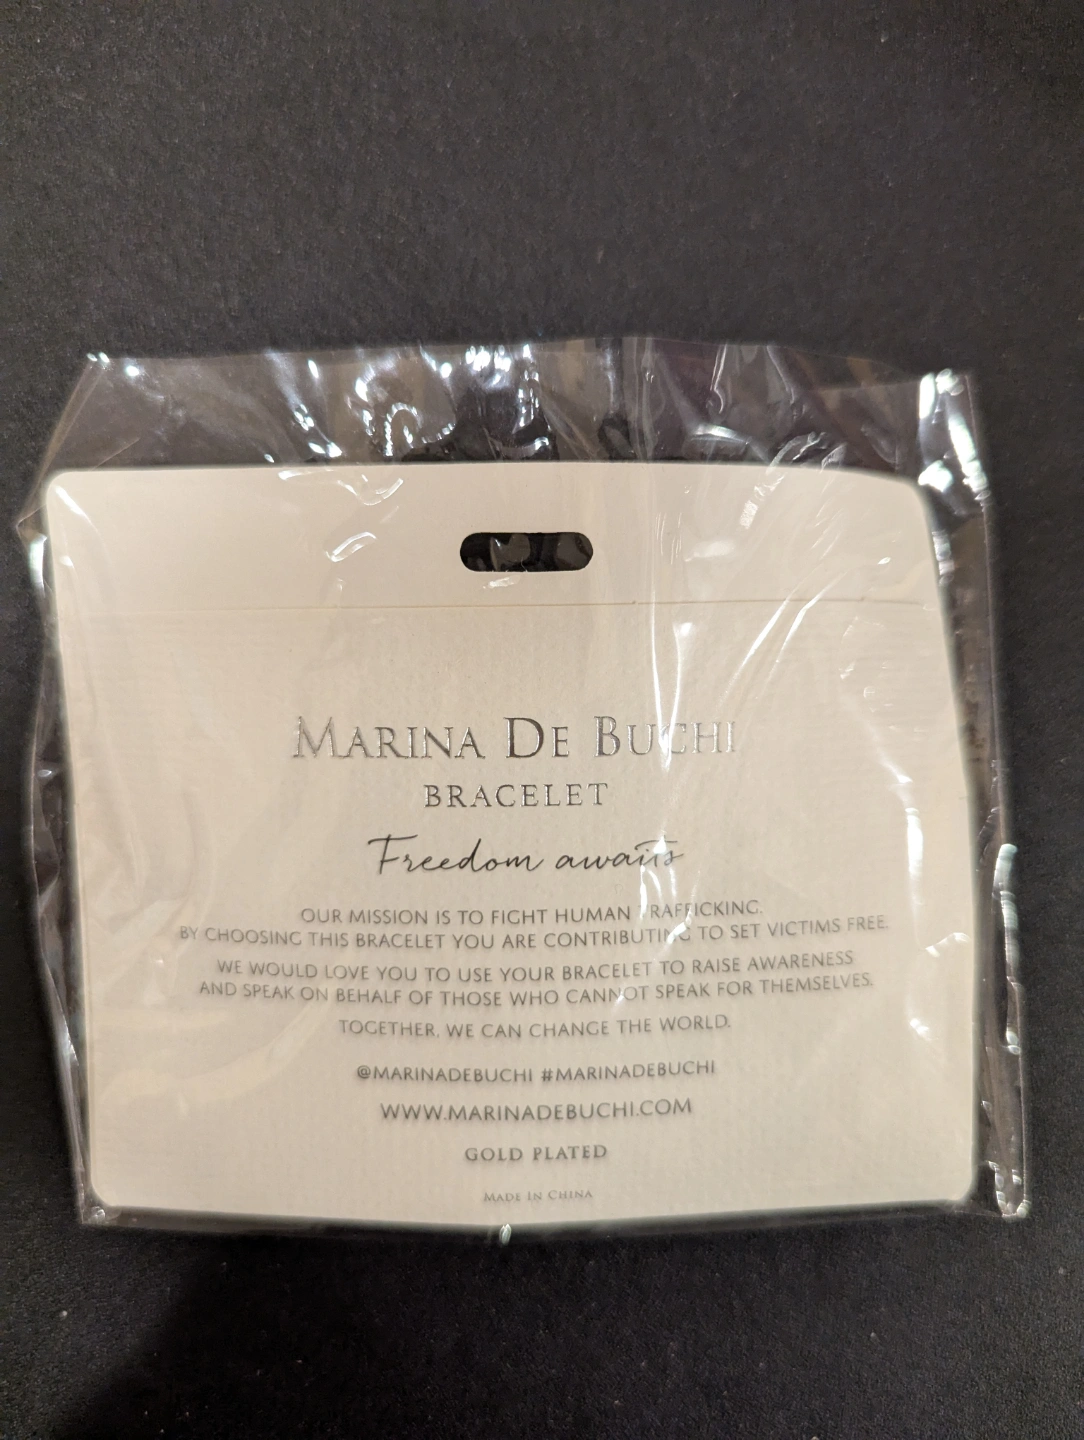 MARINA DE BUCHI
BRACELET
Freedom awaits
OUR MISSION IS TO FIGHT HUMAN TRAFFICKING.
BY CHOOSING THIS BRACELET YOU ARE CONTRIBUTING TO SET VICTIMS FREE.
WE WOULD LOVE YOU TO USE YOUR BRACELET TO RAISE AWARENESS
AND SPEAK ON BEHALF OF THOSE WHO CANNOT SPEAK FOR THEMSELVES.
TOGETHER, WE CAN CHANGE THE WORLD.
@MARINADEBUCHI #MARINADEBUCHI
WWW.MARINADEBUCHI.COM
GOLD PLATED
MADE IN CHINA